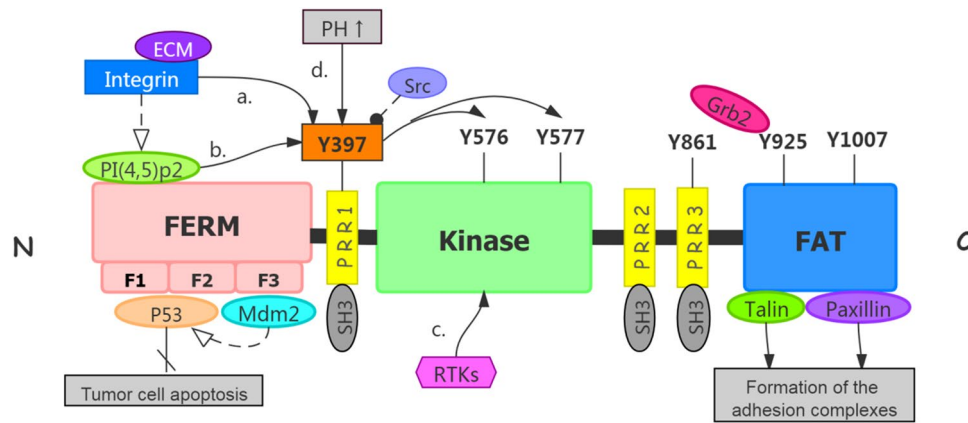 PH ↑
ECM
Integrin
a.
d.
Src
Grb2
Y397
Y576
Y577
Y861
Y925
Y1007
b.
PI(4,5)p2
N
FERM
PRR1
Kinase
PRR2
PRR3
FAT
F1
F2
F3
P53
Mdm2
SH3
SH3
SH3
Talin
Paxillin
c.
RTKs
Tumor cell apoptosis
Formation of the
adhesion complexes